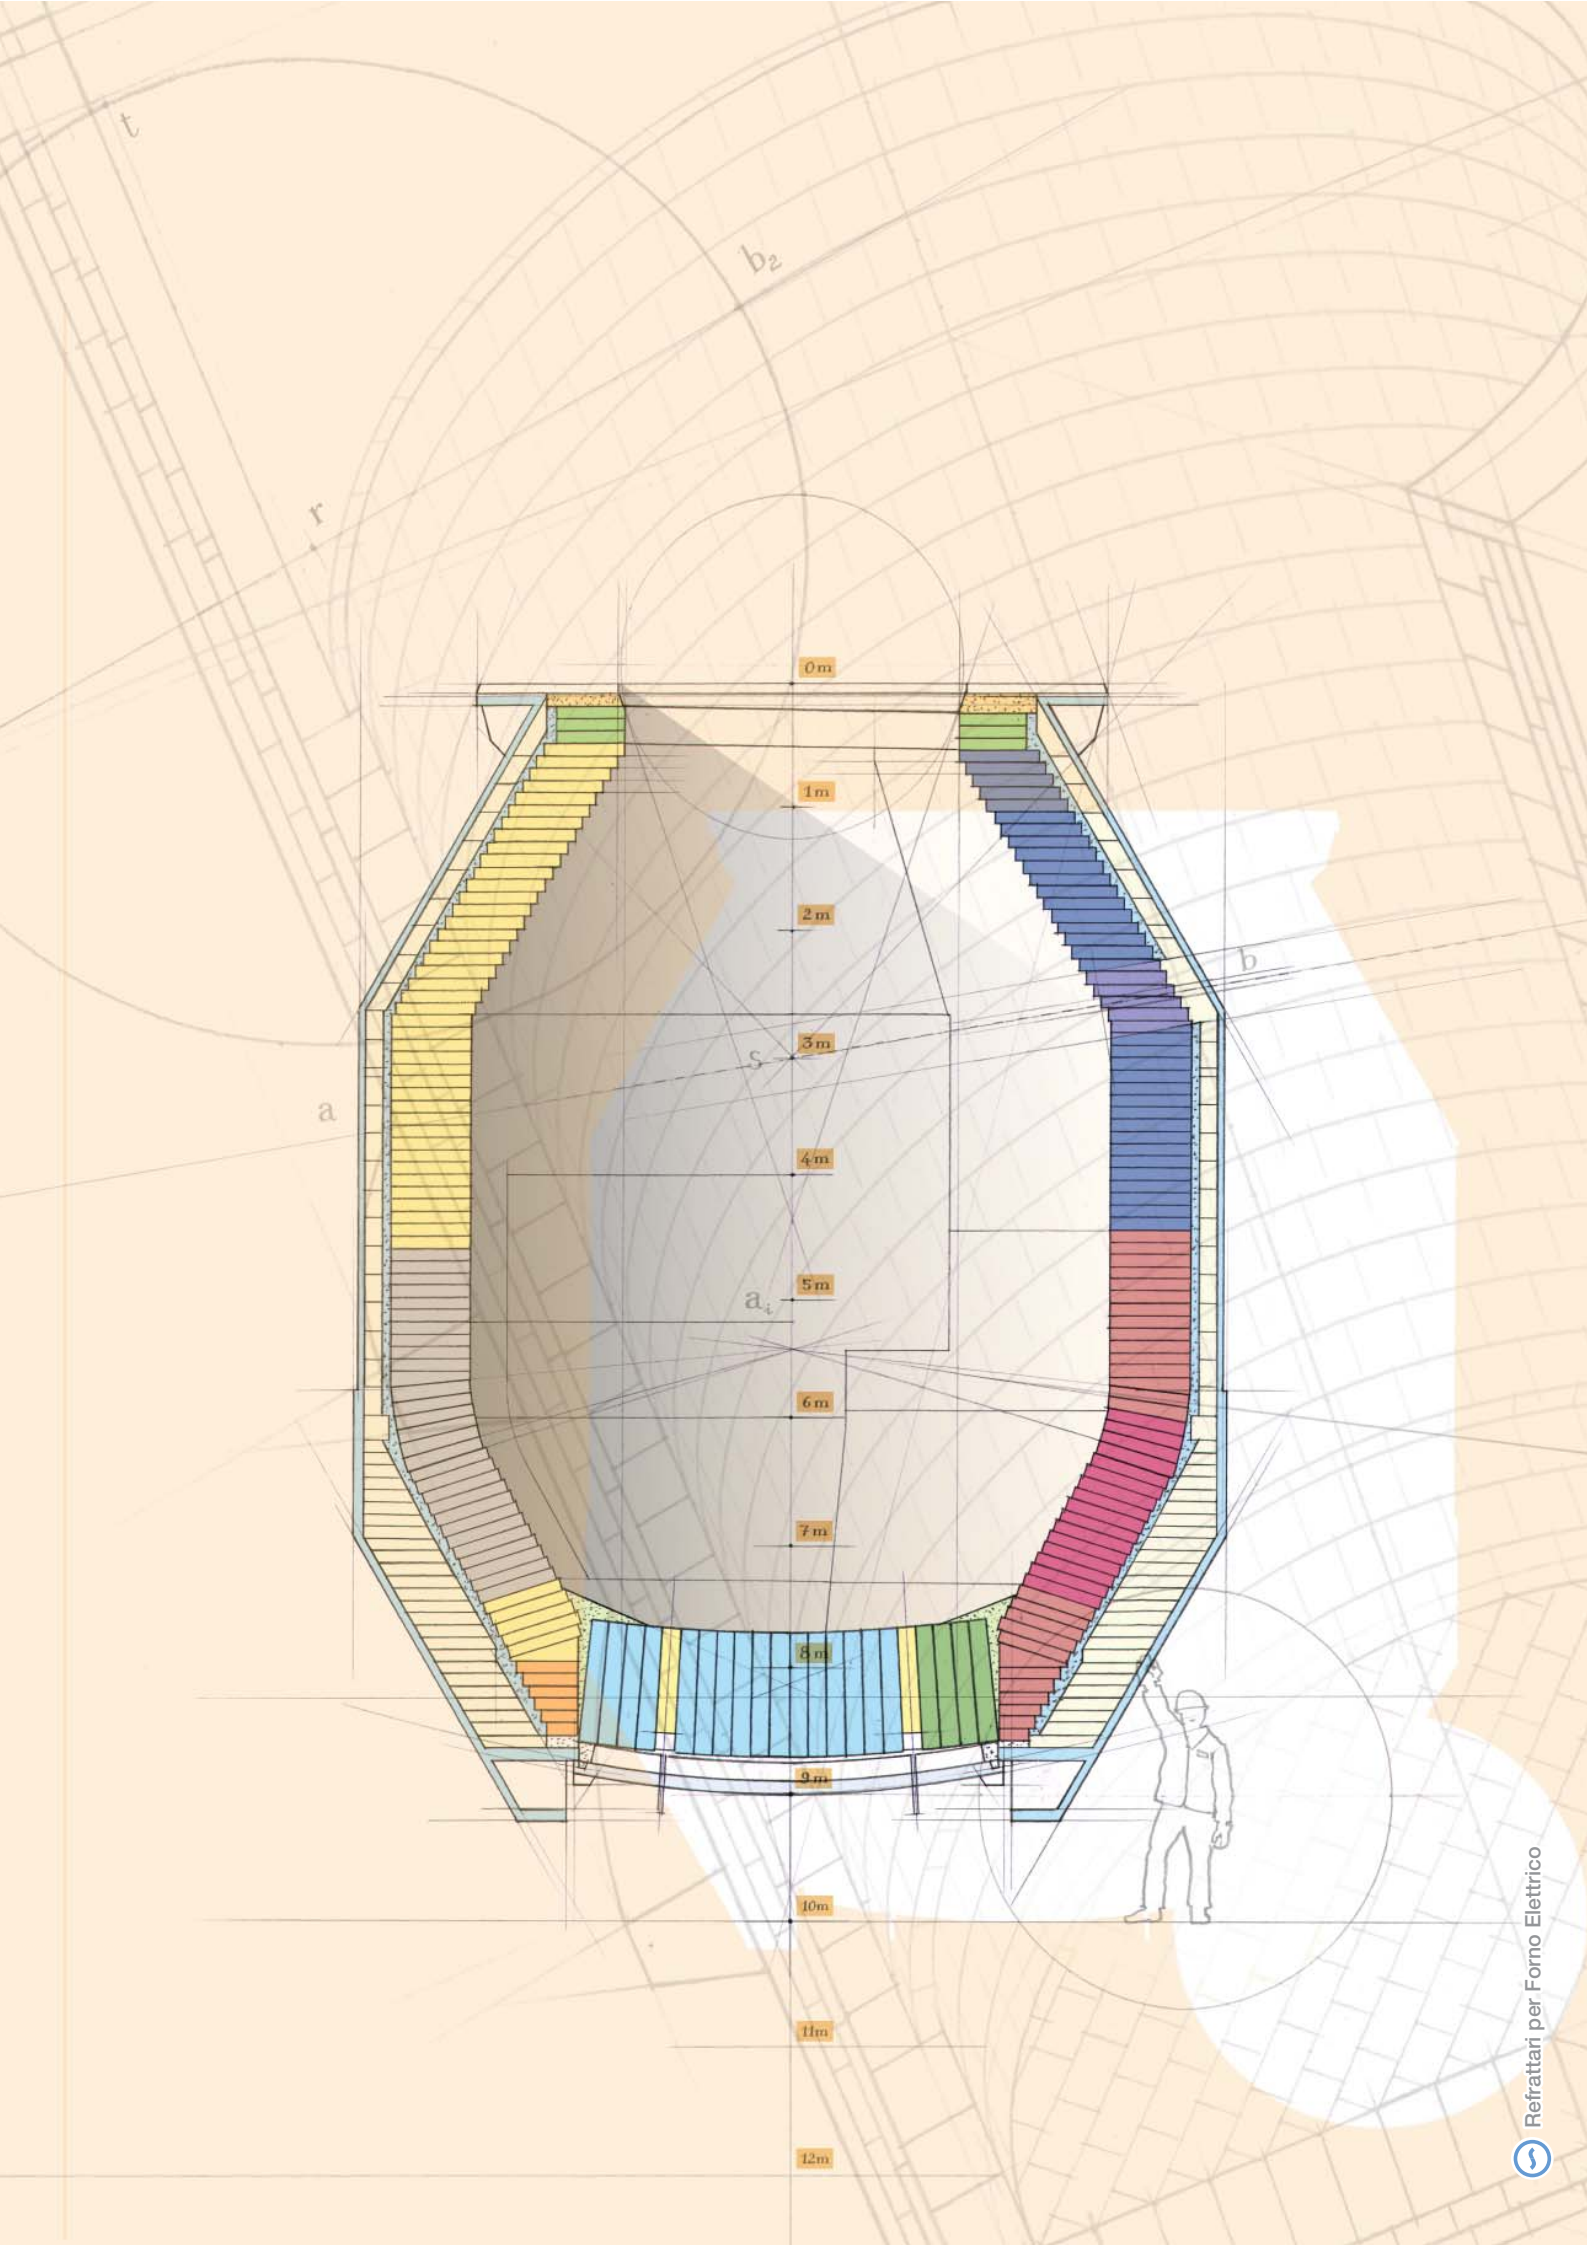 t
b₂
r
0m
1m
2m
b
3m
s
a
4m
5m
aᵢ
6m
7m
8m
9m
10m
11m
12m
Refrattari per Forno Elettrico